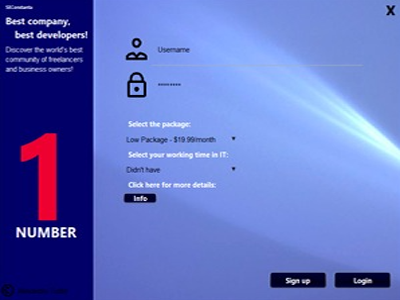 SEConstanta
Best company,
best developers!
Discover the world's best
community of freelancers
and business owners!
1
NUMBER
X
Username
********
Select the package:
Low Package - $19.99/month
Select your working time in IT:
Didn't have
Click here for more details:
Info
Sign up
Login